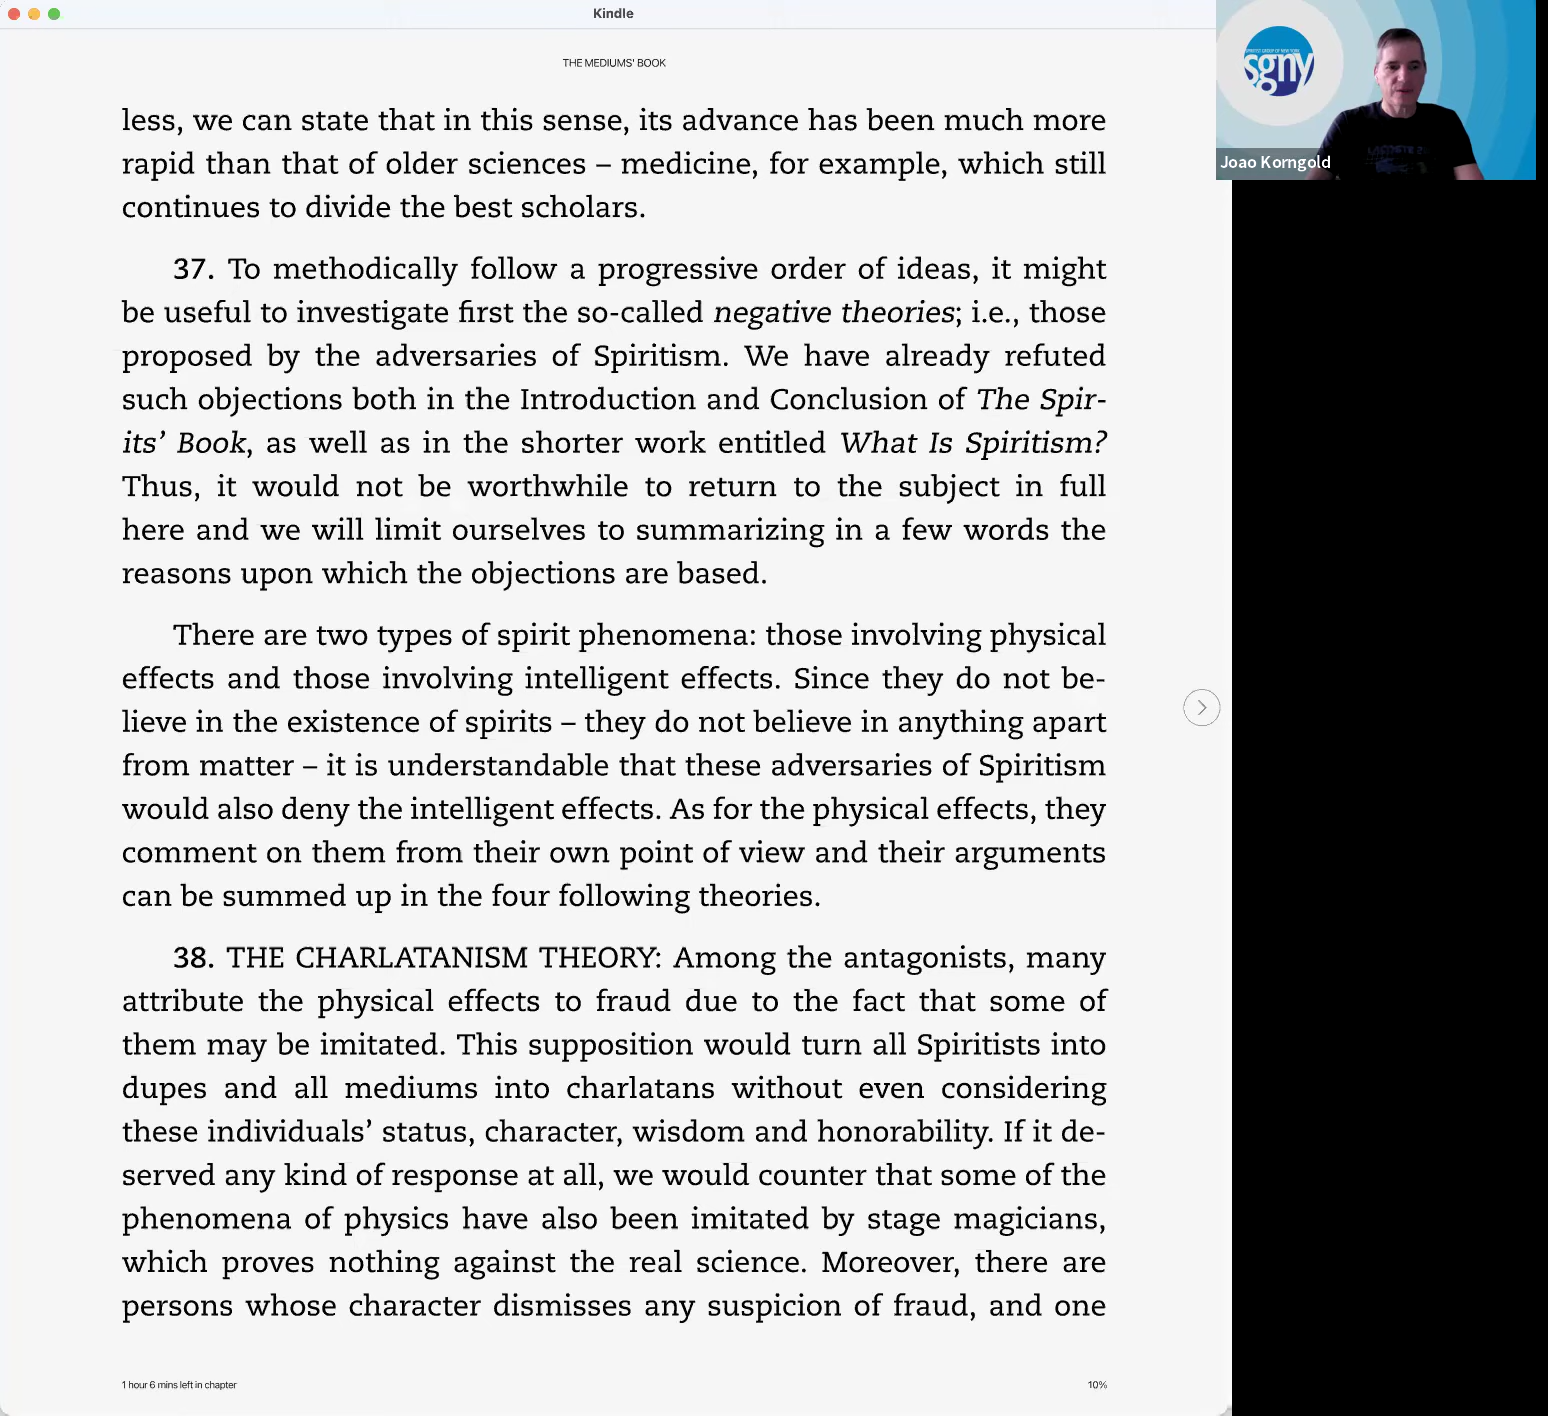 Kindle
THE MEDIUMS' BOOK
less, we can state that in this sense, its advance has been much more
rapid than that of older sciences – medicine, for example, which still
continues to divide the best scholars.
37. To methodically follow a progressive order of ideas, it might
be useful to investigate first the so-called negative theories; i.e., those
proposed by the adversaries of Spiritism. We have already refuted
such objections both in the Introduction and Conclusion of The Spir-
its’ Book, as well as in the shorter work entitled What Is Spiritism?
Thus, it would not be worthwhile to return to the subject in full
here and we will limit ourselves to summarizing in a few words the
reasons upon which the objections are based.
There are two types of spirit phenomena: those involving physical
effects and those involving intelligent effects. Since they do not be-
lieve in the existence of spirits – they do not believe in anything apart
from matter – it is understandable that these adversaries of Spiritism
would also deny the intelligent effects. As for the physical effects, they
comment on them from their own point of view and their arguments
can be summed up in the four following theories.
38. THE CHARLATANISM THEORY: Among the antagonists, many
attribute the physical effects to fraud due to the fact that some of
them may be imitated. This supposition would turn all Spiritists into
dupes and all mediums into charlatans without even considering
these individuals’ status, character, wisdom and honorability. If it de-
served any kind of response at all, we would counter that some of the
phenomena of physics have also been imitated by stage magicians,
which proves nothing against the real science. Moreover, there are
persons whose character dismisses any suspicion of fraud, and one
1 hour 6 mins left in chapter
10%
SPIRITIST GROUP OF NEW YORK
sgny
Joao Korngold